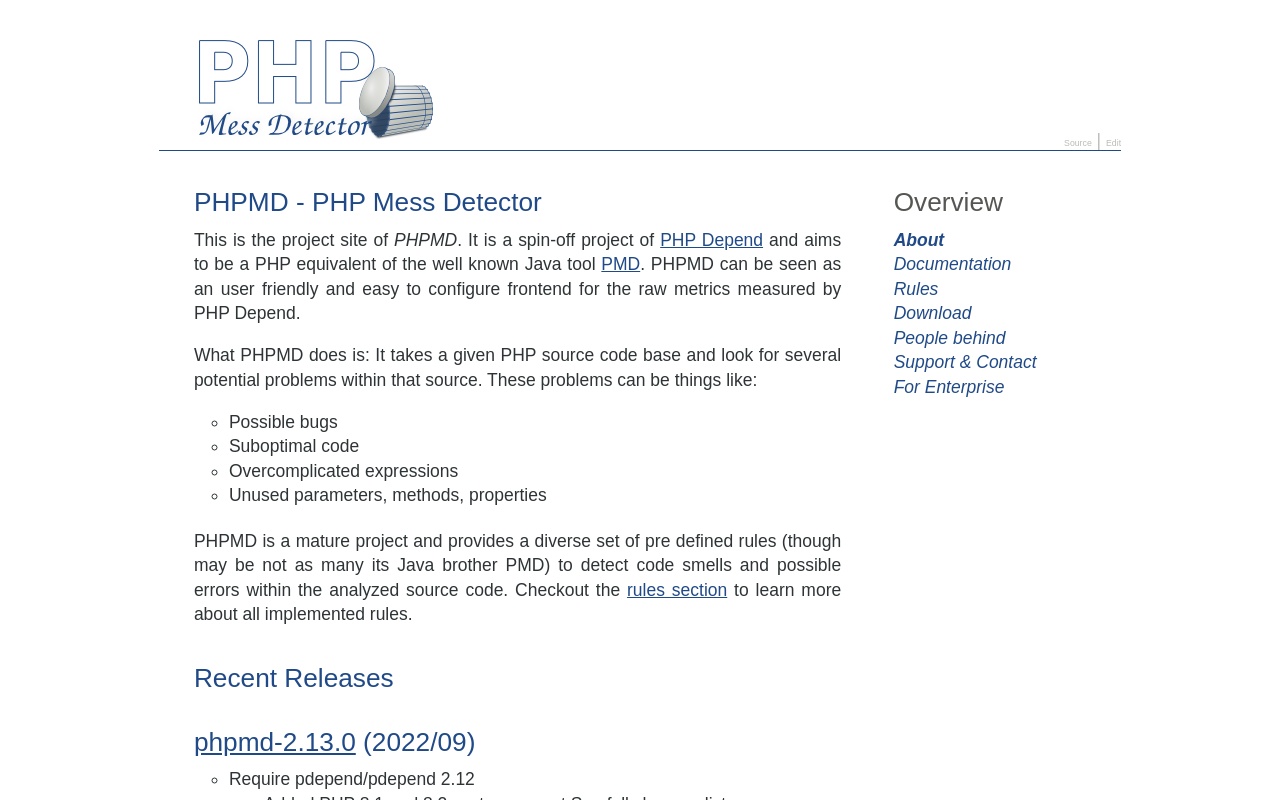 PHP
Mess Detector
Source
Edit
PHPMD - PHP Mess Detector
This is the project site of PHPMD. It is a spin-off project of PHP Depend and aims
to be a PHP equivalent of the well known Java tool PMD. PHPMD can be seen as
an user friendly and easy to configure frontend for the raw metrics measured by
PHP Depend.
What PHPMD does is: It takes a given PHP source code base and look for several
potential problems within that source. These problems can be things like:
Possible bugs
Suboptimal code
Overcomplicated expressions
Unused parameters, methods, properties
PHPMD is a mature project and provides a diverse set of pre defined rules (though
may be not as many its Java brother PMD) to detect code smells and possible
errors within the analyzed source code. Checkout the rules section to learn more
about all implemented rules.
Recent Releases
phpmd-2.13.0 (2022/09)
Require pdepend/pdepend 2.12
Overview
About
Documentation
Rules
Download
People behind
Support & Contact
For Enterprise